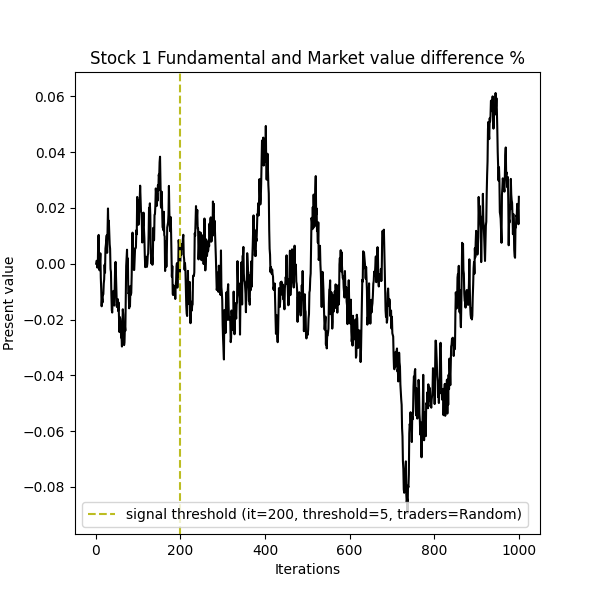 Stock 1 Fundamental and Market value difference %
Present value
0.06
0.04
0.02
0.00
−0.02
−0.04
−0.06
−0.08
signal threshold (it=200, threshold=5, traders=Random)
0 200 400 600 800 1000
Iterations